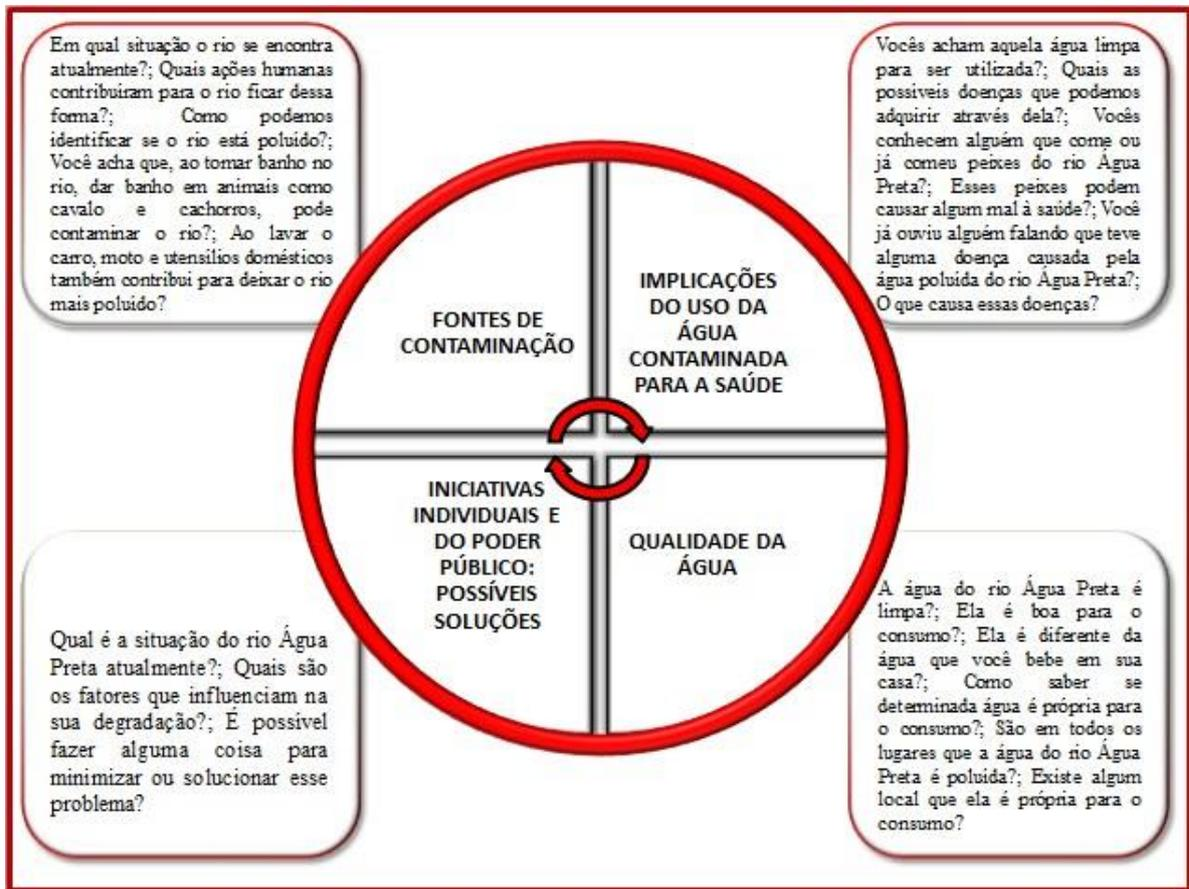 Em qual situação o rio se encontra
atualmente?; Quais ações humanas
contribuiram para o rio ficar dessa
forma?; Como podemos
identificar se o rio está poluído?;
Você acha que, ao tomar banho no
rio, dar banho em animais como
cavalo e cachorros, pode
contaminar o rio?; Ao lavar o
carro, moto e utensílios domésticos
também contribui para deixar o rio
mais poluído?
Vocês acham aquela água limpa
para ser utilizada?; Quais as
possiveis doenças que podemos
adquirir através dela?; Vocês
conhecem alguém que come ou
já comeu peixes do rio Água
Preta?; Esses peixes podem
causar algum mal à saúde?; Você
já ouviu alguém falando que teve
alguma doença causada pela
água poluída do rio Água Preta?;
O que causa essas doenças?
FONTES DE
CONTAMINAÇÃO
IMPLICAÇÕES
DO USO DA
ÁGUA
CONTAMINADA
PARA A SAÚDE
INICIATIVAS
INDIVIDUAIS E
DO PODER
PÚBLICO:
POSSÍVEIS
SOLUÇÕES
QUALIDADE DA
ÁGUA
Qual é a situação do rio Água
Preta atualmente?; Quais são
os fatores que influenciam na
sua degradação?; É possível
fazer alguma coisa para
minimizar ou solucionar esse
problema?
A água do rio Água Preta é
limpa?; Ela é boa para o
consumo?; Ela é diferente da
água que você bebe em sua
casa?; Como saber se
determinada água é própria para
o consumo?; São em todos os
lugares que a água do rio Água
Preta é poluída?; Existe algum
local que ela é própria para o
consumo?